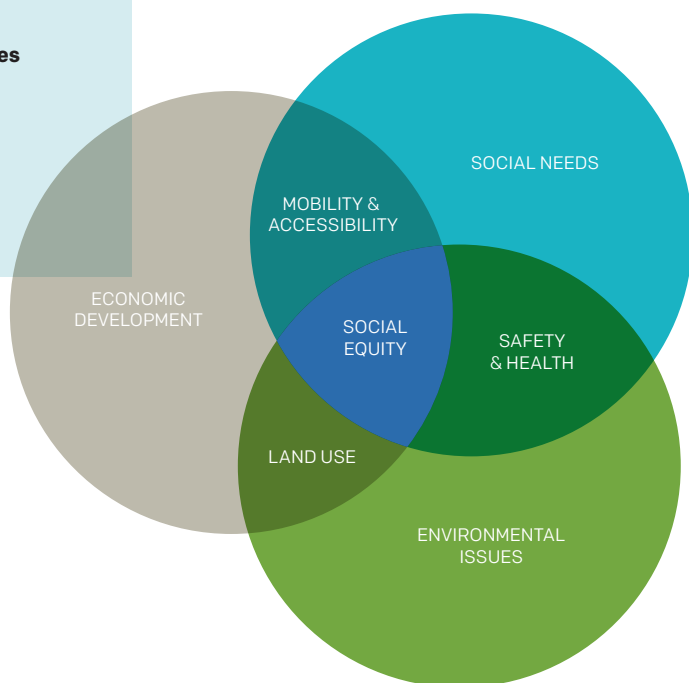 es
SOCIAL NEEDS
MOBILITY &
ACCESSIBILITY
ECONOMIC
DEVELOPMENT
SOCIAL
EQUITY
SAFETY
& HEALTH
LAND USE
ENVIRONMENTAL
ISSUES